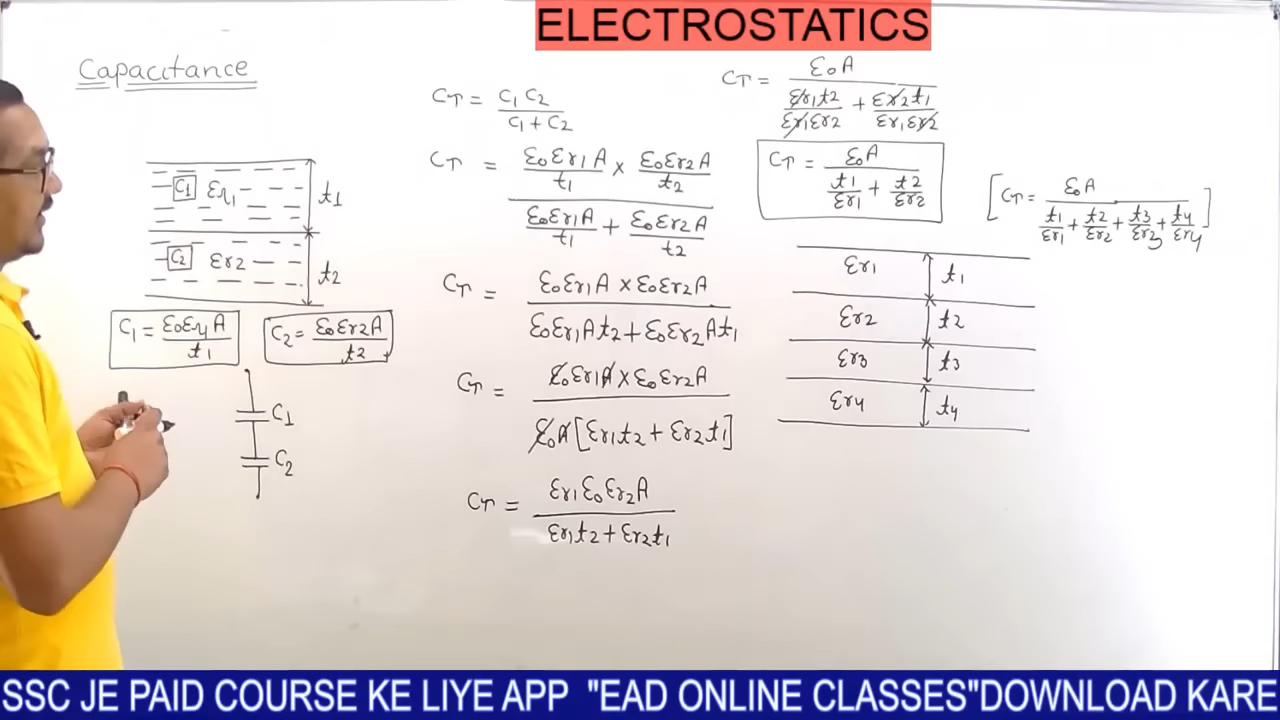 ELECTROSTATICS
Capacitance
C1 εr1 t1
C2 εr2 t2
C1 = ε0εr1A / t1
C2 = ε0εr2A / t2
C1
C2
CT = C1 C2 / C1 + C2
CT = ε0εr1A / t1 × ε0εr2A / t2 / ε0εr1A / t1 + ε0εr2A / t2
CT = ε0εr1A × ε0εr2A / ε0εr1At2 + ε0εr2At1
CT = ε0εr1A × ε0εr2A / ε0A [εr1t2 + εr2t1]
CT = εr1ε0εr2A / εr1t2 + εr2t1
CT = ε0A / εr1t2 / εr1εr2 + εr2t1 / εr1εr2
CT = ε0A / t1 / εr1 + t2 / εr2
[CT = ε0A / t1 / εr1 + t2 / εr2 + t3 / εr3 + t4 / εr4]
εr1 t1
εr2 t2
εr3 t3
εr4 t4
SSC JE PAID COURSE KE LIYE APP "EAD ONLINE CLASSES"DOWNLOAD KARE